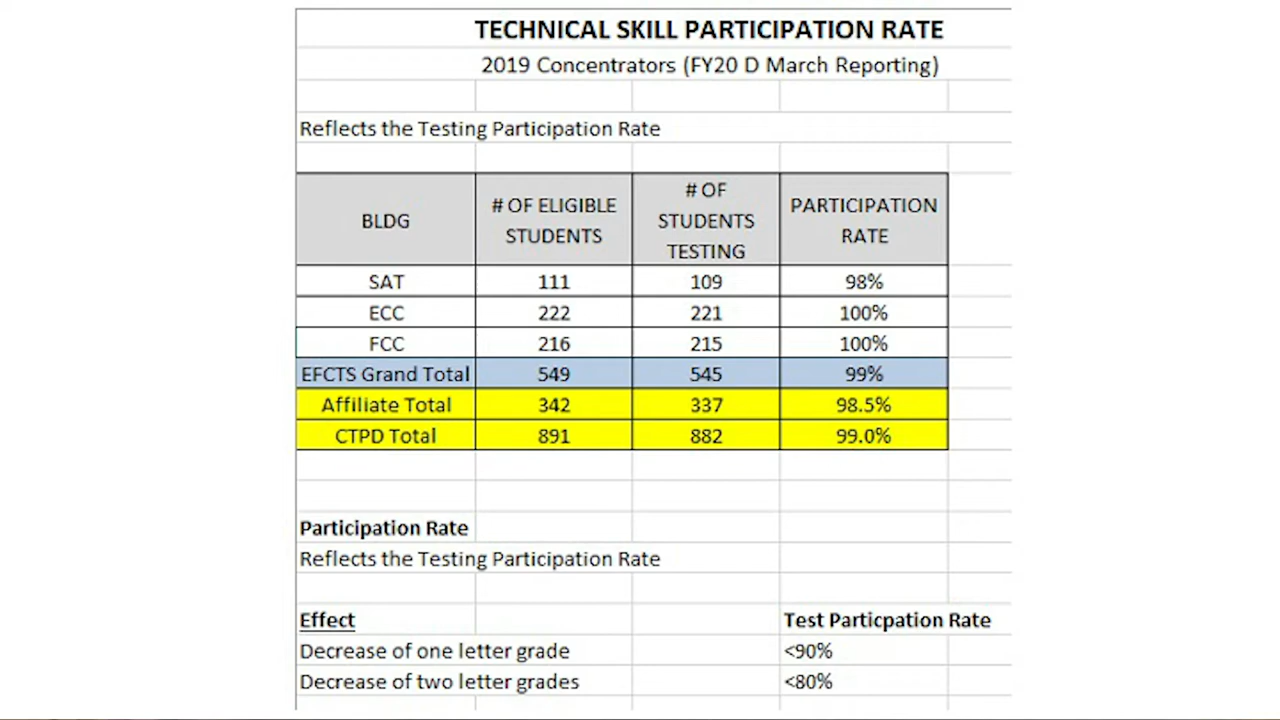 TECHNICAL SKILL PARTICIPATION RATE
2019 Concentrators (FY20 D March Reporting)
Reflects the Testing Participation Rate
BLDG # OF ELIGIBLE STUDENTS # OF STUDENTS TESTING PARTICIPATION RATE
SAT 111 109 98%
ECC 222 221 100%
FCC 216 215 100%
EFCTS Grand Total 549 545 99%
Affiliate Total 342 337 98.5%
CTPD Total 891 882 99.0%
Participation Rate
Reflects the Testing Participation Rate
Effect Test Particpation Rate
Decrease of one letter grade <90%
Decrease of two letter grades <80%